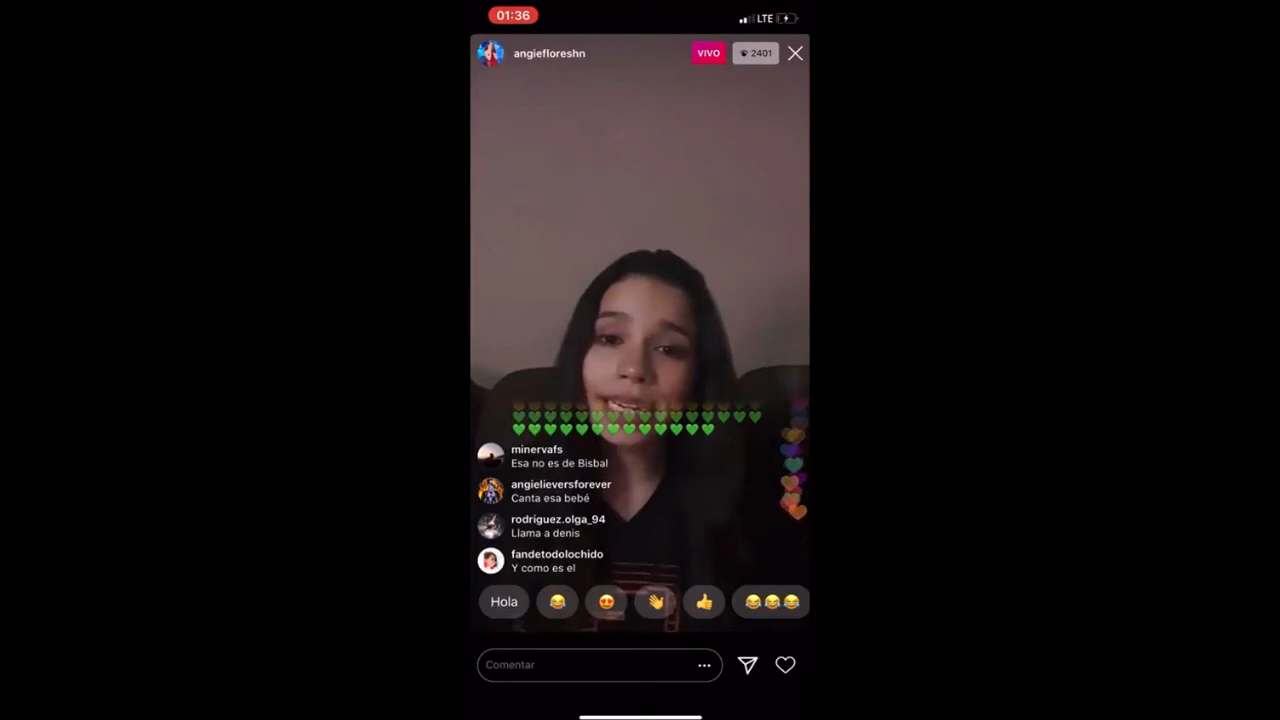 01:36
LTE
angiefloreshn
VIVO
2401
💚💚💚💚💚💚💚💚💚💚💚💚💚💚💚💚
💚💚💚💚💚💚💚💚💚💚💚💚💚
minervafs
Esa no es de Bisbal
angielieversforever
Canta esa bebé
rodriguez.olga_94
Llama a denis
fandetodolochido
Y como es el
Hola 😂 😍 👋 👍 😂😂😂
Comentar